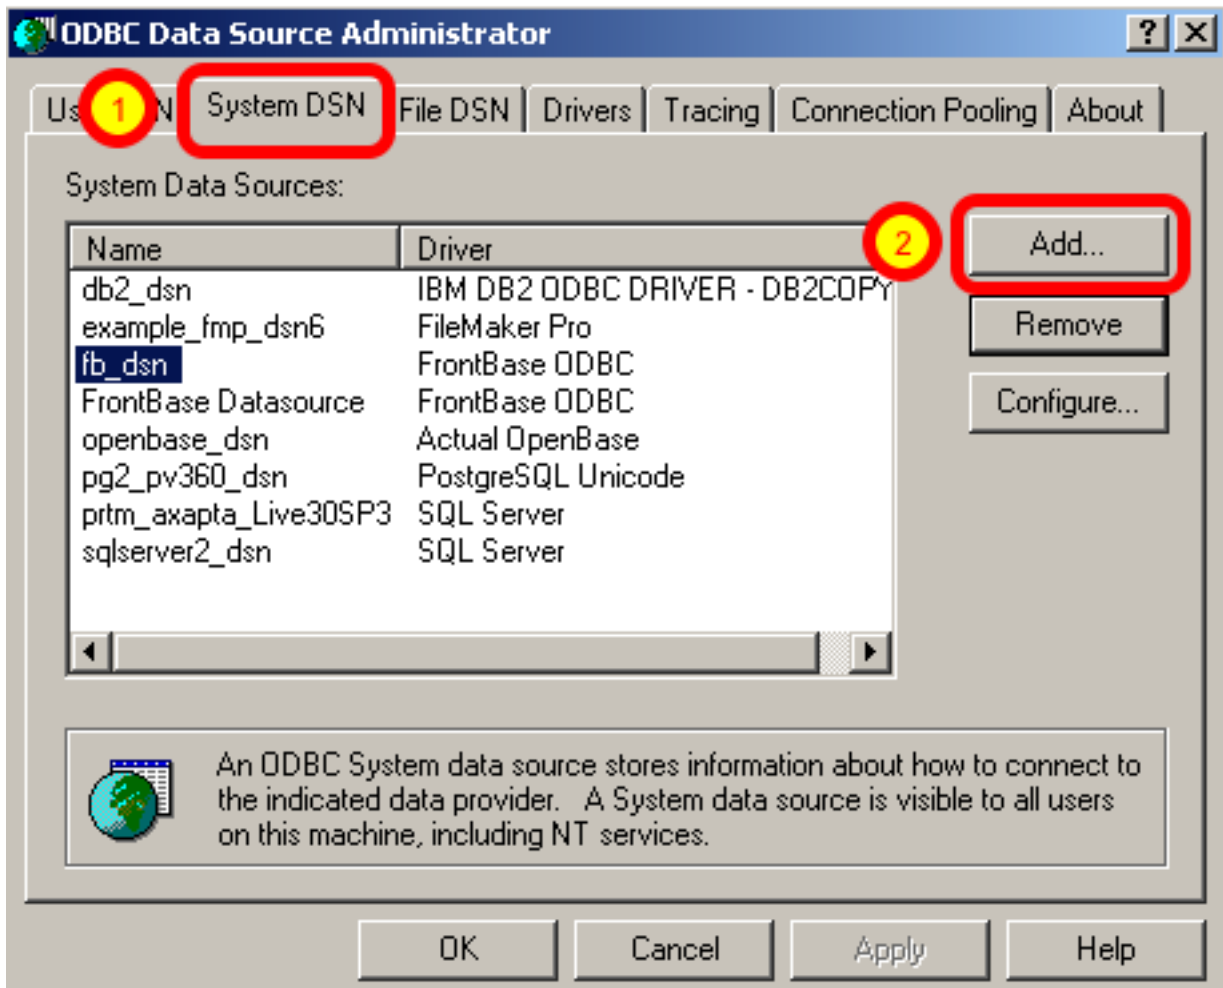 ODBC Data Source Administrator
1 System DSN File DSN Drivers Tracing Connection Pooling About
System Data Sources:
Name Driver
2 Add...
db2_dsn IBM DB2 ODBC DRIVER - DB2COPY
example_fmp_dsn6 FileMaker Pro
Remove
fb_dsn FrontBase ODBC
FrontBase Datasource FrontBase ODBC
Configure...
openbase_dsn Actual OpenBase
pg2_pv360_dsn PostgreSQL Unicode
prtm_axapta_Live30SP3 SQL Server
sqlserver2_dsn SQL Server
An ODBC System data source stores information about how to connect to
the indicated data provider. A System data source is visible to all users
on this machine, including NT services.
OK Cancel Apply Help